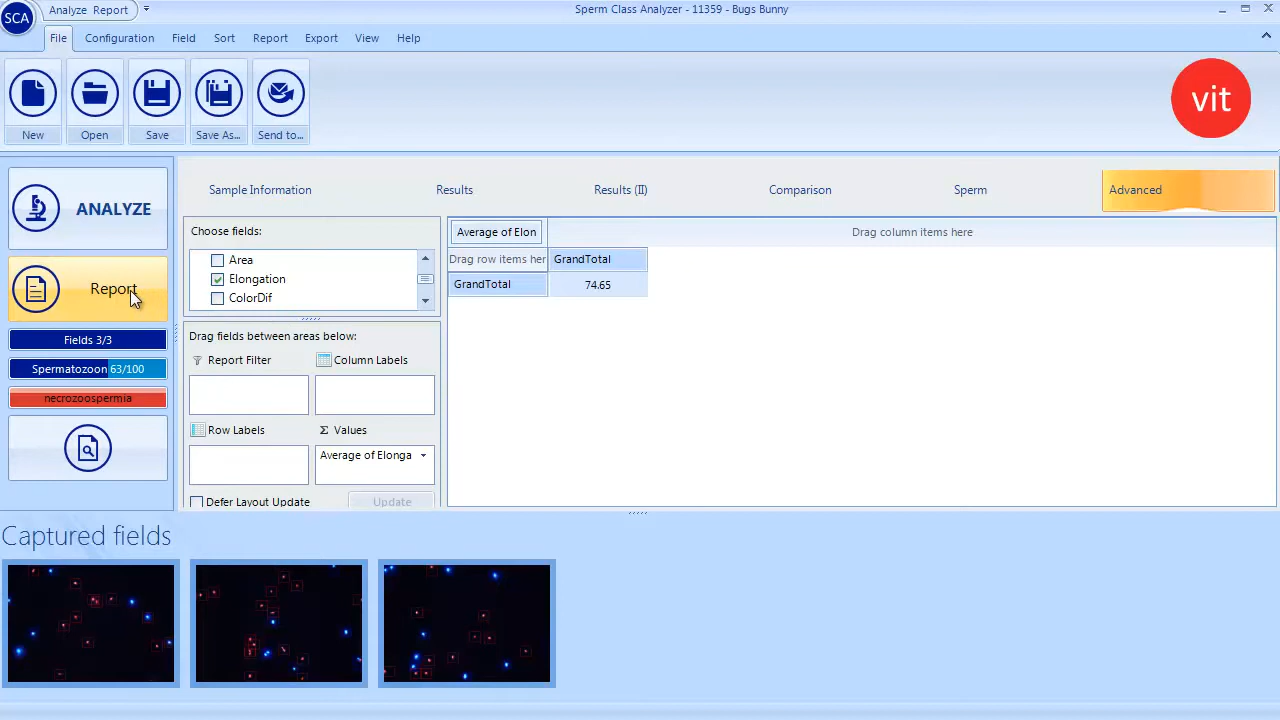 SCA
Analyze Report
Sperm Class Analyzer - 11359 - Bugs Bunny
File Configuration Field Sort Report Export View Help
New Open Save Save As... Send to...
vit
ANALYZE
Report
Fields 3/3
Spermatozoon 63/100
necrozoospermia
Sample Information Results Results (II) Comparison Sperm Advanced
Choose fields:
Area
Elongation
ColorDif
Drag fields between areas below:
Report Filter Column Labels
Row Labels Σ Values
Average of Elonga
Defer Layout Update Update
Average of Elon Drag column items here
Drag row items her GrandTotal
GrandTotal 74.65
Captured fields